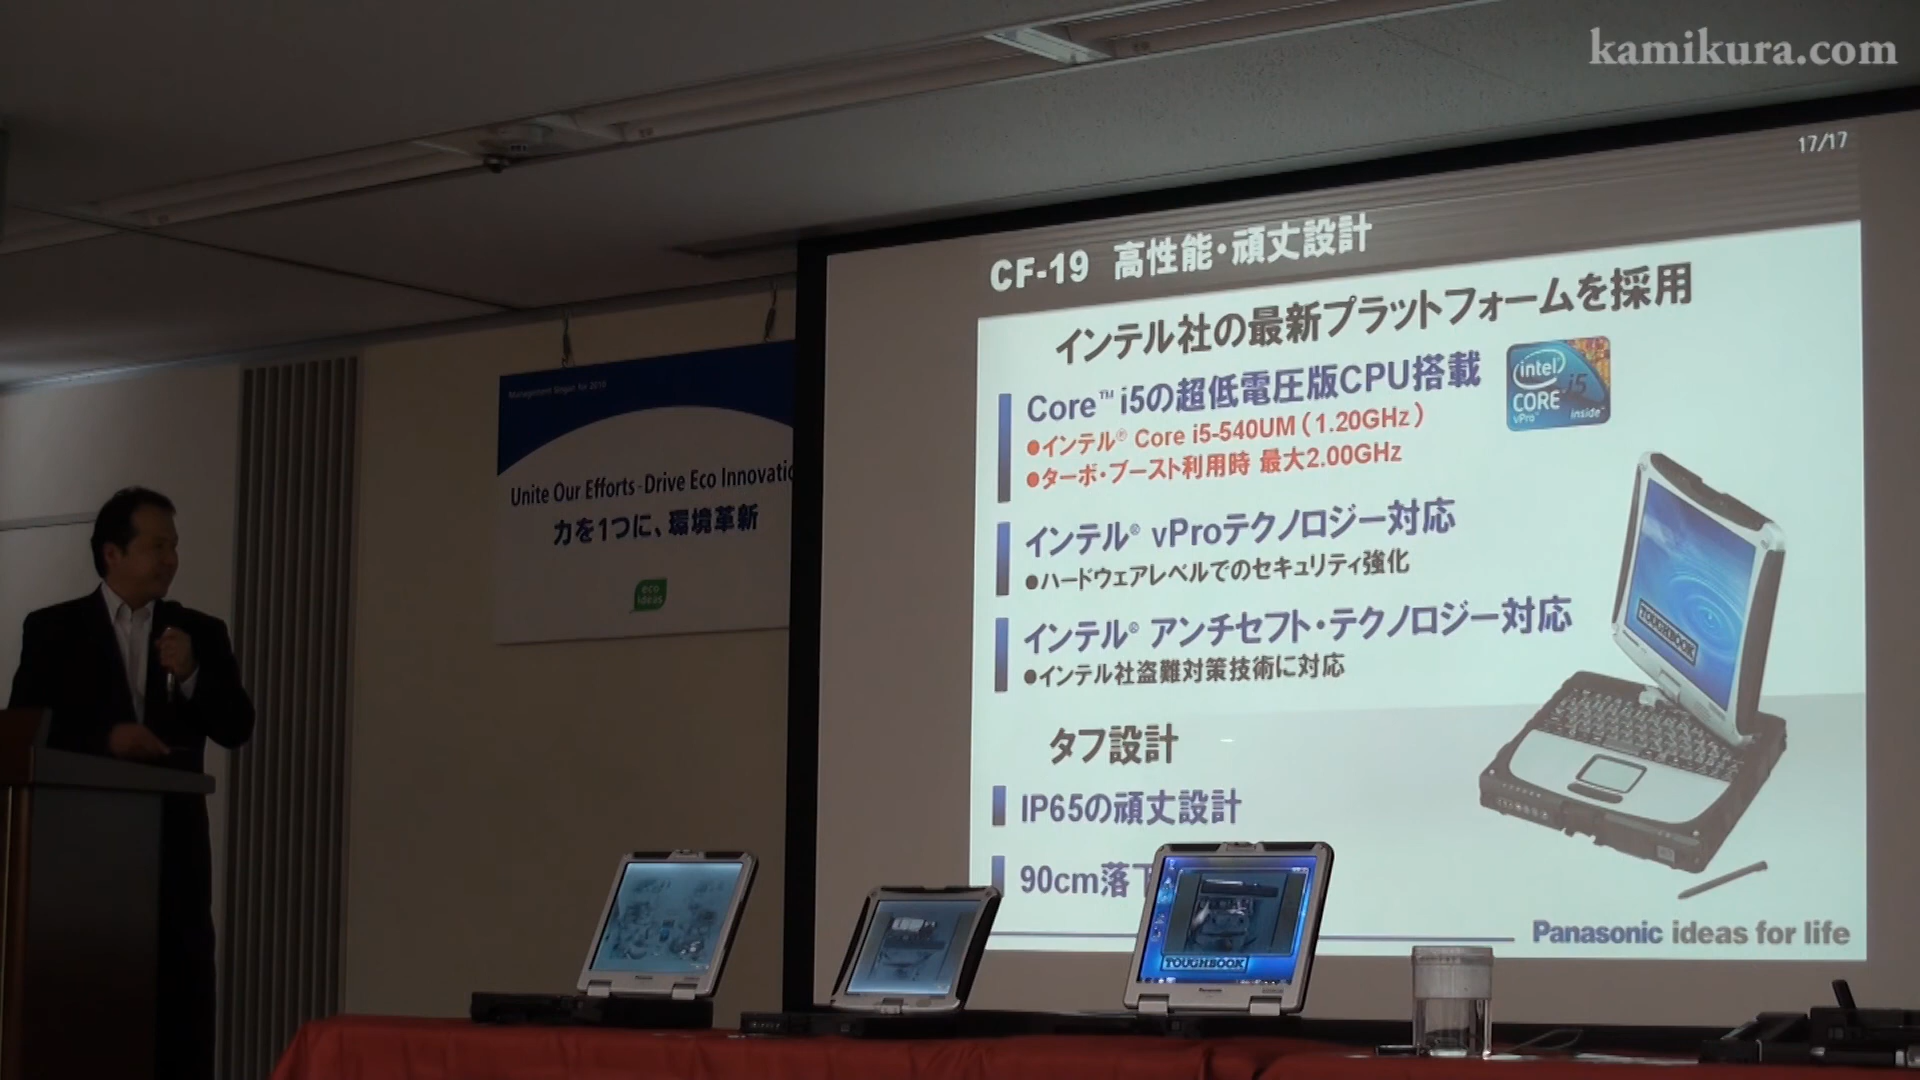 kamikura.com
17/17
CF-19 高性能・頑丈設計
インテル社の最新プラットフォームを採用
Core™ i5の超低電圧版CPU搭載
●インテル® Core i5-540UM（1.20GHz）
●ターボ・ブースト利用時 最大2.00GHz
intel
CORE i5
vPro™ inside™
インテル® vProテクノロジー対応
●ハードウェアレベルでのセキュリティ強化
インテル® アンチセフト・テクノロジー対応
●インテル社盗難対策技術に対応
タフ設計
IP65の頑丈設計
90cm落下
TOUGHBOOK
Panasonic ideas for life
Management Slogan for 2010
Unite Our Efforts - Drive Eco Innovatio
力を1つに、環境革新
eco
ideas
TOUGHBOOK
Panasonic